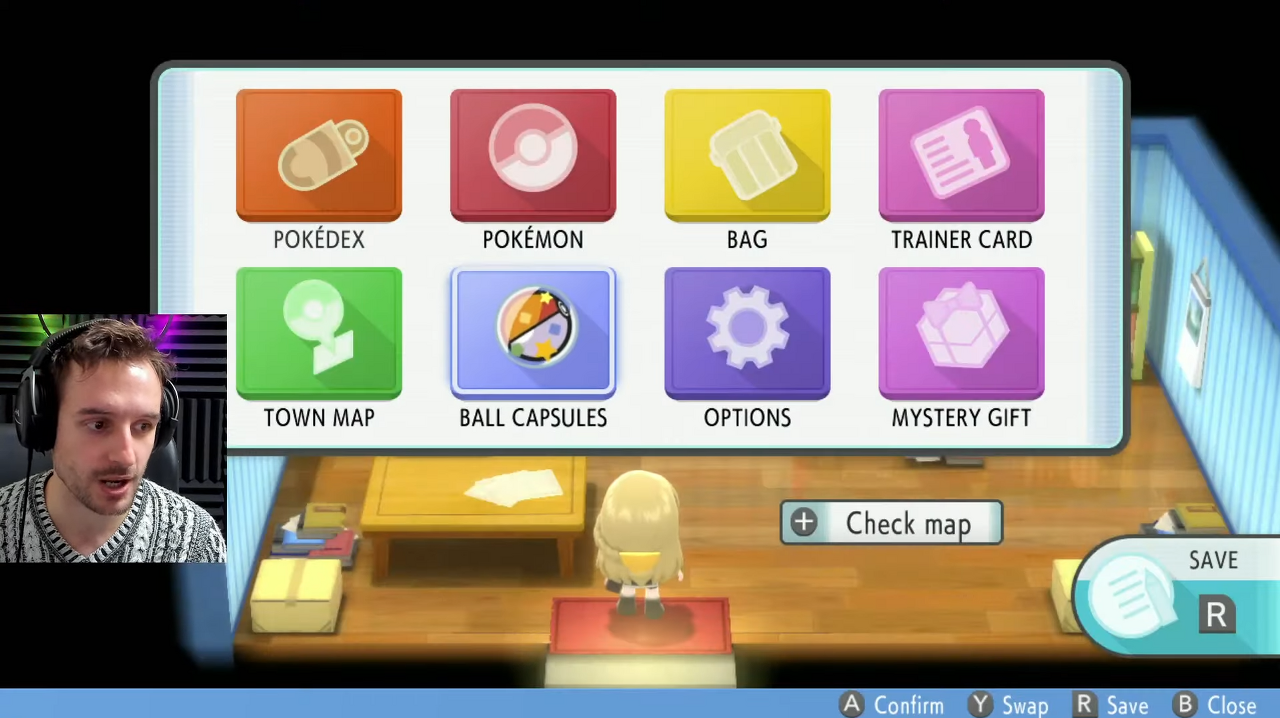 POKÉDEX
POKÉMON
BAG
TRAINER CARD
TOWN MAP
BALL CAPSULES
OPTIONS
MYSTERY GIFT
+ Check map
SAVE
R
A Confirm Y Swap R Save B Close